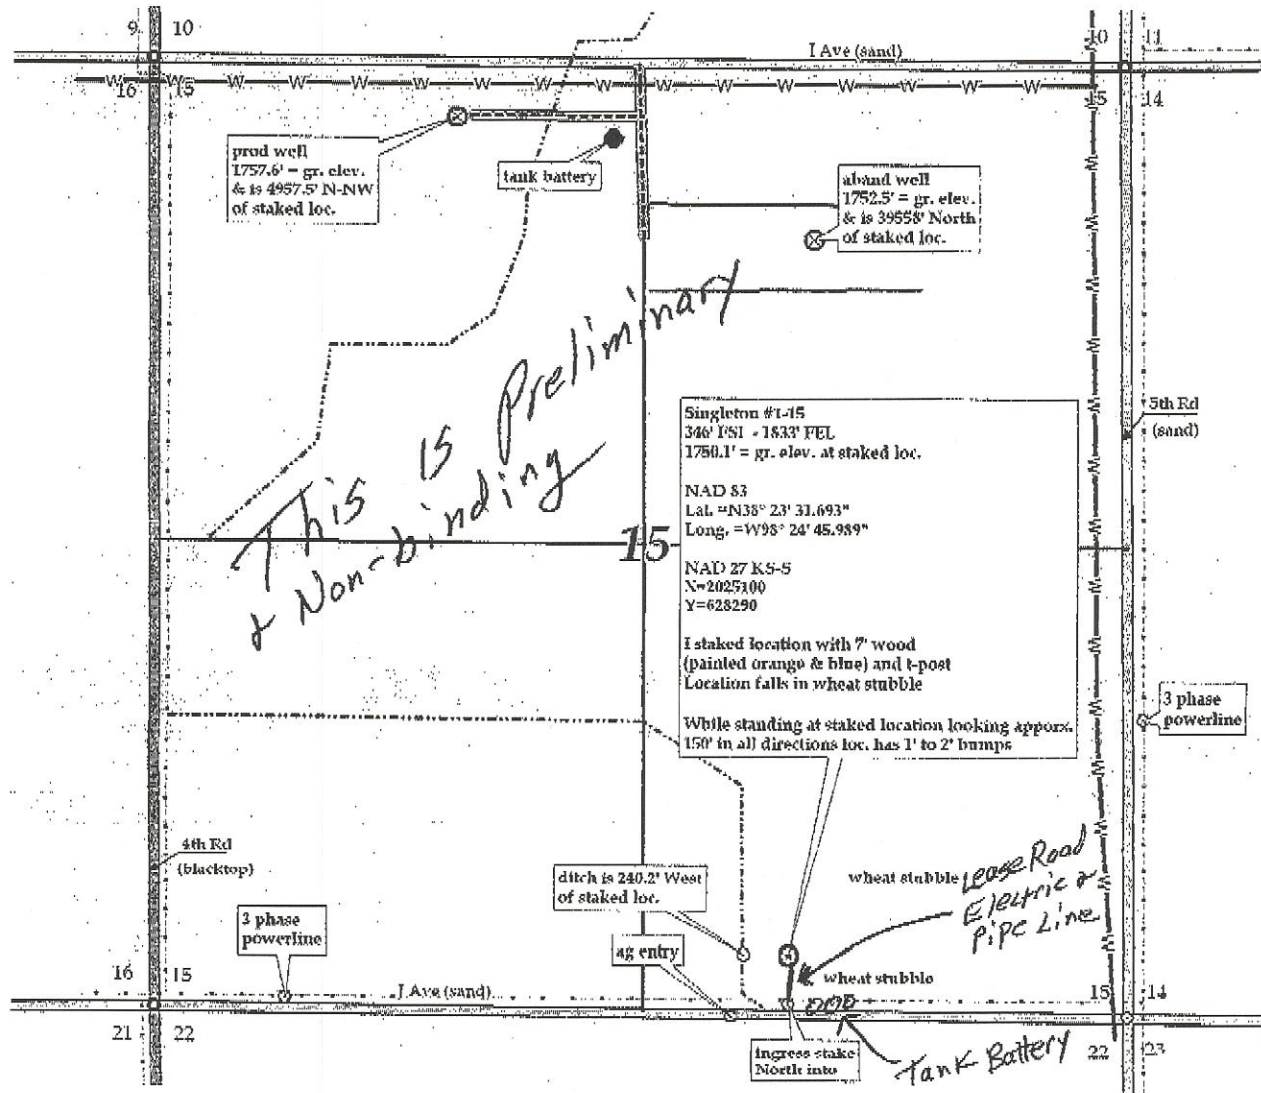 9 10
10 11
I Ave (sand)
W W W W W W W W W W W W W W W W
16 15
15 14
prod well
1757.6' = gr. elev.
& is 4957.5' N-NW
of staked loc.
tank battery
aband well
1752.5' = gr. elev.
& is 39558' North
of staked loc.
This is Preliminary
& Non-binding
Singleton #1-15
346' FSL - 1833' FEL
1750.1' = gr. elev. at staked loc.
NAD 83
Lat. =N38° 23' 31.693"
Long. =W98° 24' 45.989"
NAD 27 KS-S
X=2025100
Y=628290
I staked location with 7' wood
(painted orange & blue) and t-post
Location falls in wheat stubble
While standing at staked location looking apporx.
150' in all directions loc. has 1' to 2' bumps
15
5th Rd
(sand)
3 phase
powerline
4th Rd
(blacktop)
ditch is 240.2' West
of staked loc.
wheat stubble
Lease Road
Electric &
Pipe Line
3 phase
powerline
ag entry
wheat stubble
16 15
J Ave (sand)
15 14
21 22
ingress stake
North into
Tank Battery
22 23